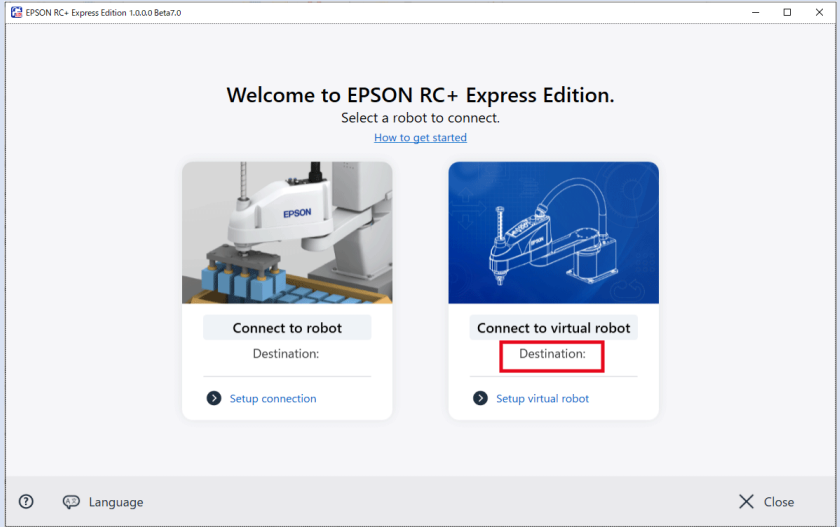 EPSON RC+ Express Edition 1.0.0.0 Beta7.0
Welcome to EPSON RC+ Express Edition.
Select a robot to connect.
How to get started
EPSON
EPSON
Connect to robot
Destination:
Setup connection
Connect to virtual robot
Destination:
Setup virtual robot
Language
Close